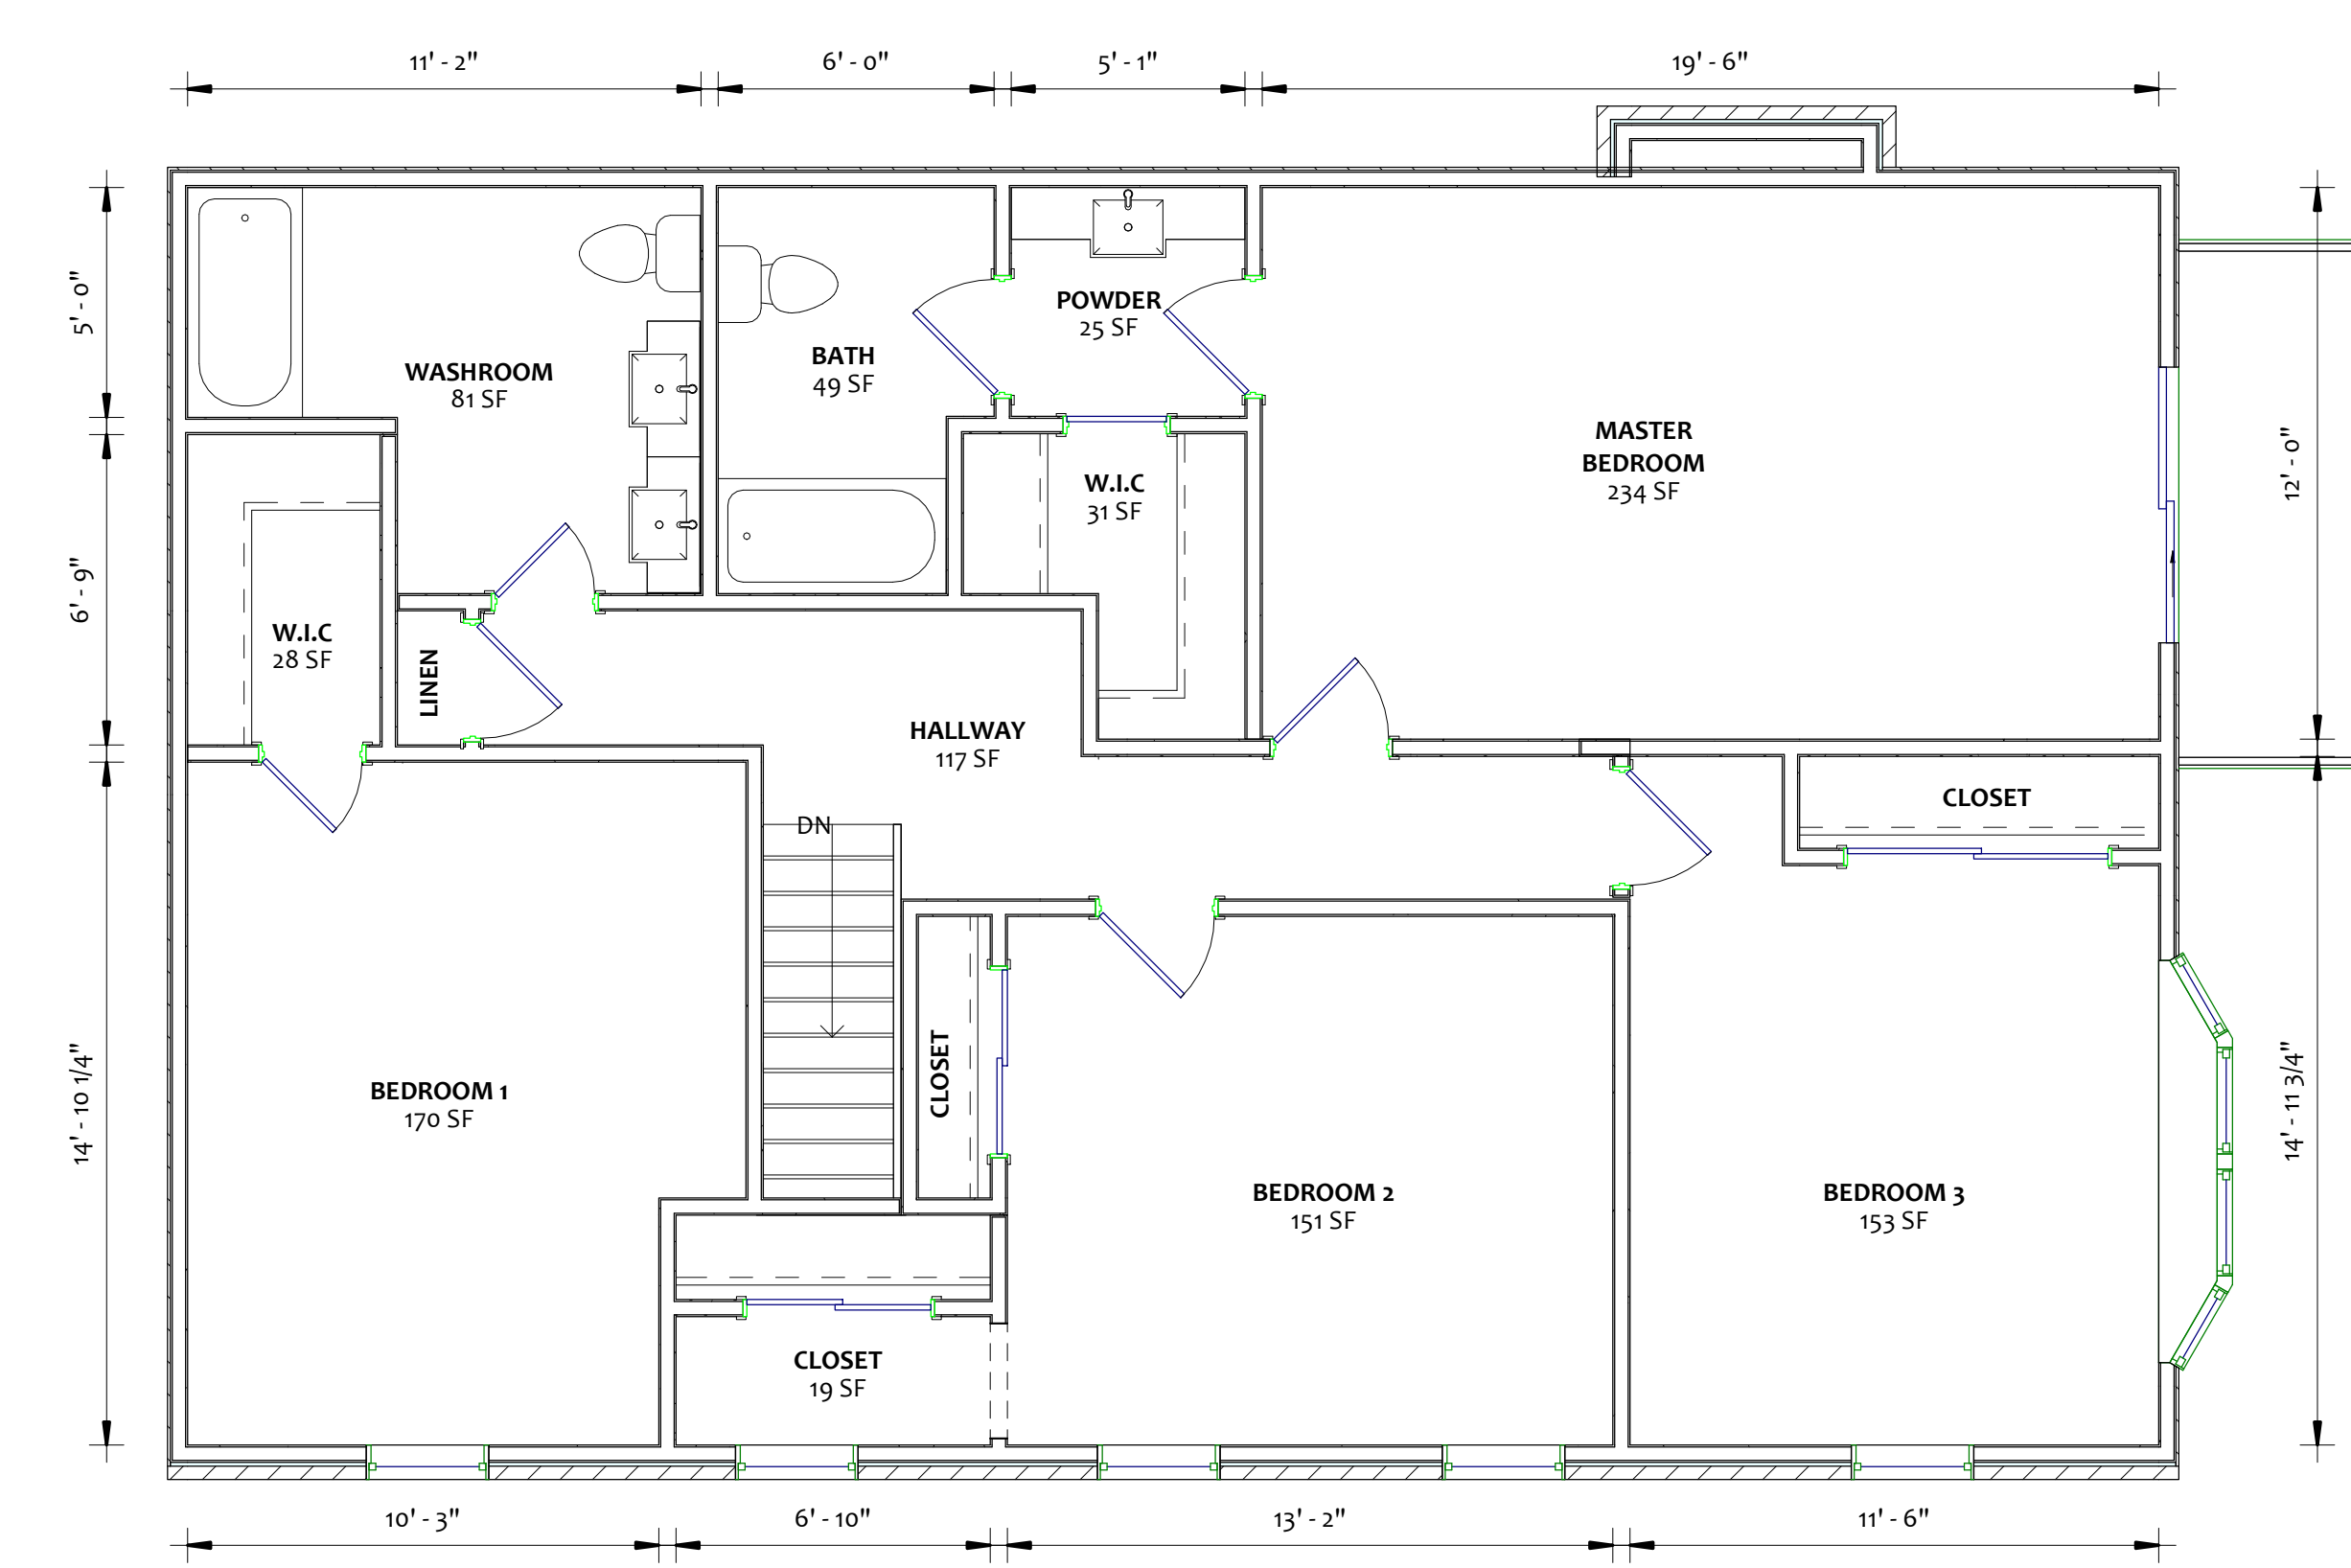 11' - 2"
6' - 0"
5' - 1"
19' - 6"
5' - 0"
POWDER
25 SF
BATH
49 SF
WASHROOM
81 SF
MASTER
BEDROOM
234 SF
12' - 0"
W.I.C
31 SF
6' - 9"
W.I.C
28 SF
LINEN
HALLWAY
117 SF
CLOSET
DN
14' - 10 1/4"
BEDROOM 1
170 SF
CLOSET
BEDROOM 2
151 SF
BEDROOM 3
153 SF
14' - 11 3/4"
CLOSET
19 SF
10' - 3"
6' - 10"
13' - 2"
11' - 6"